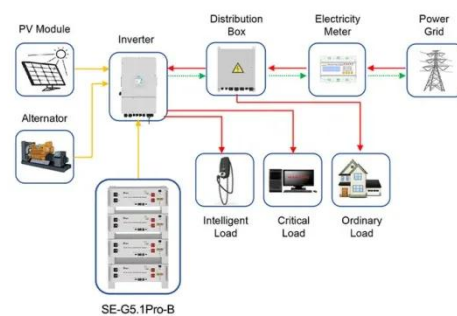 PV Module
Inverter
Distribution
Box
Electricity
Meter
Power
Grid
Alternator
Intelligent
Load
Critical
Load
Ordinary
Load
SE-G5.1Pro-B